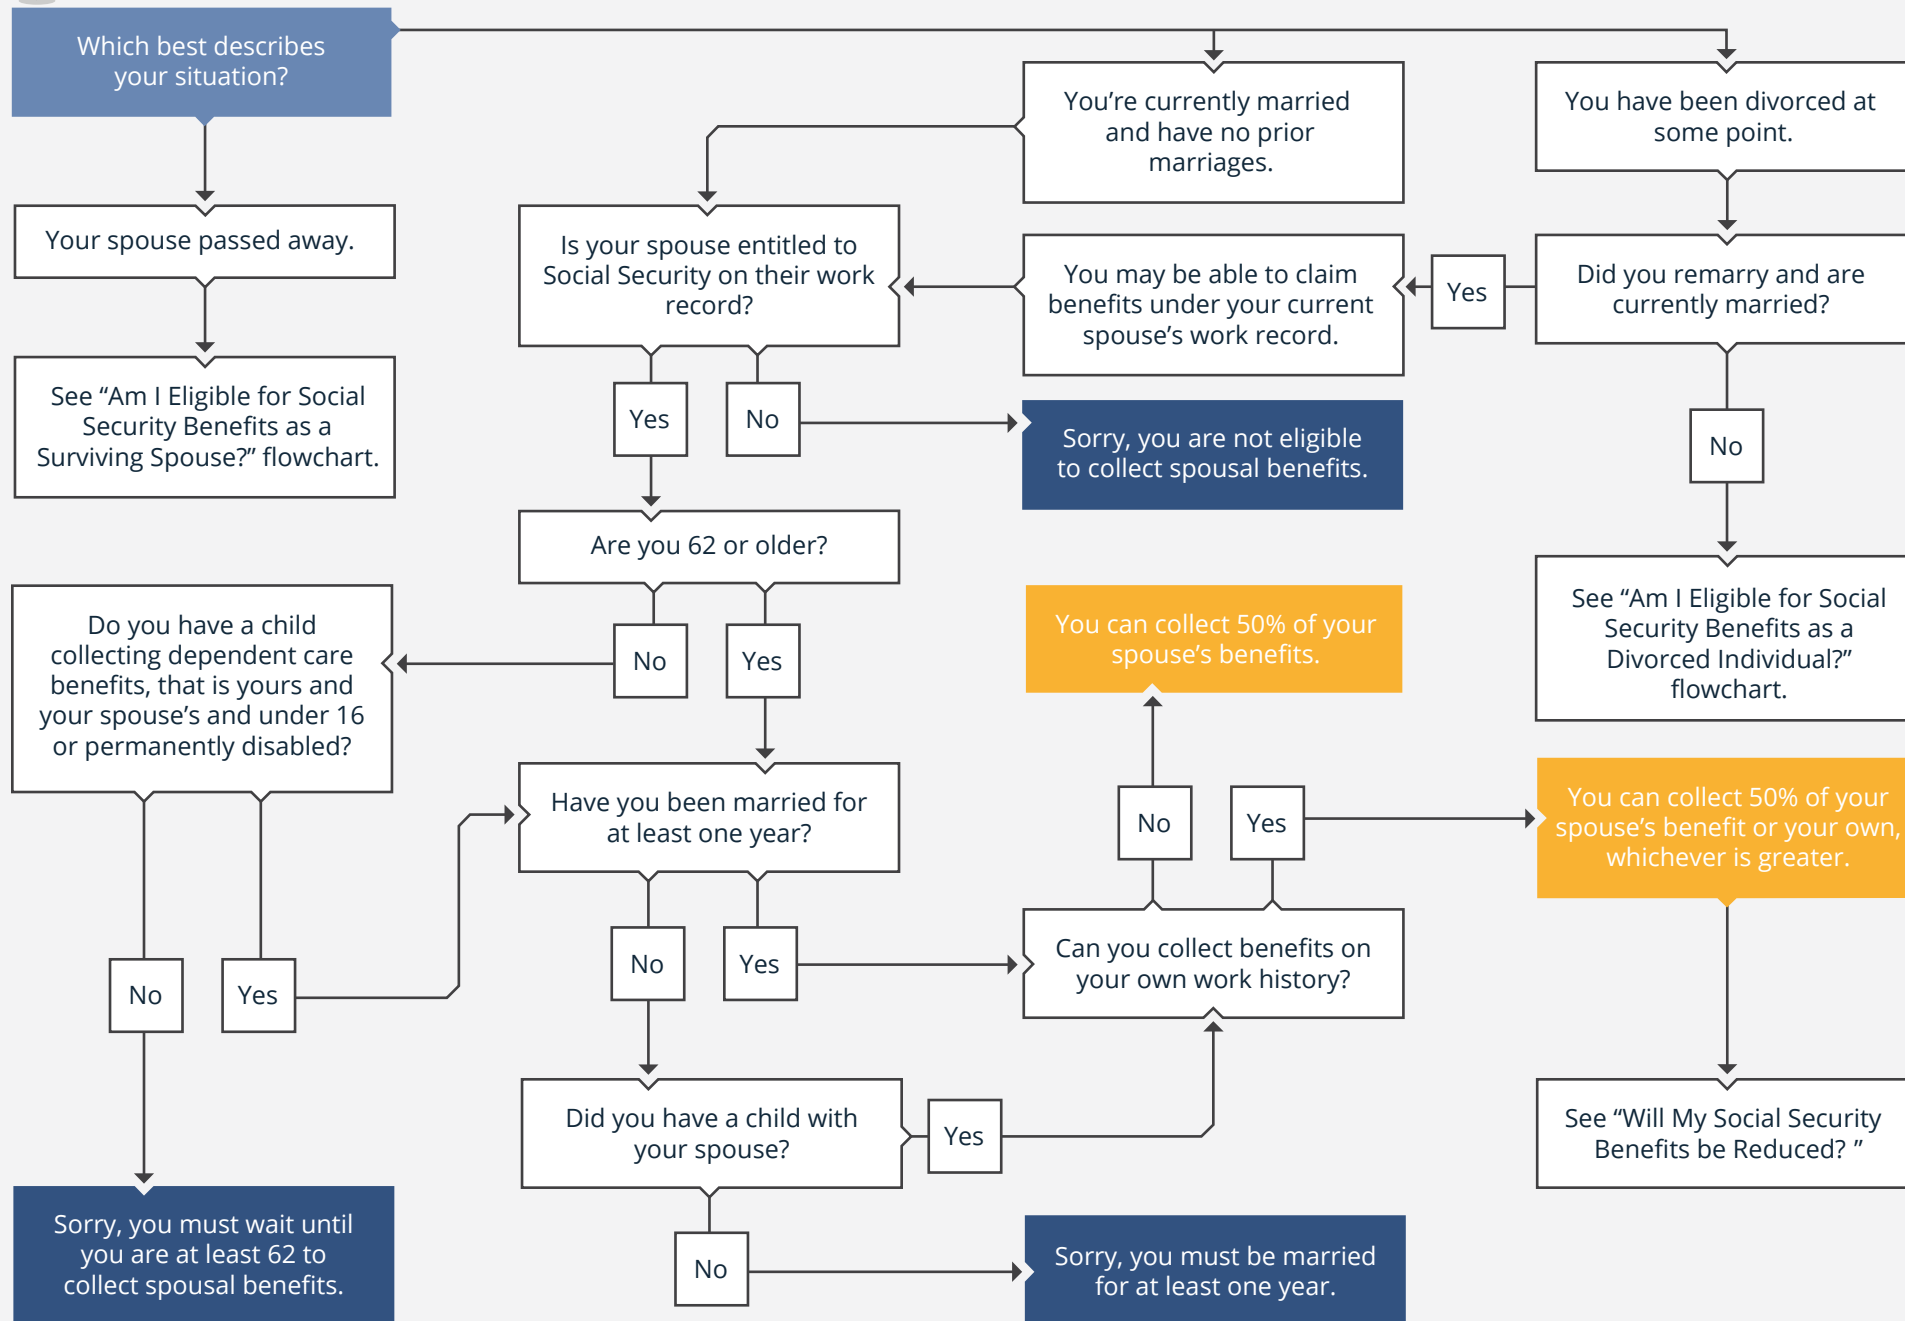 Which best describes
your situation?
You're currently married
and have no prior
marriages.
You have been divorced at
some point.
Your spouse passed away.
Is your spouse entitled to
Social Security on their work
record?
You may be able to claim
benefits under your current
spouse's work record.
Yes
Did you remarry and are
currently married?
See “Am I Eligible for Social
Security Benefits as a
Surviving Spouse?” flowchart.
Yes
No
Sorry, you are not eligible
to collect spousal benefits.
No
Are you 62 or older?
See “Am I Eligible for Social
Security Benefits as a
Divorced Individual?”
flowchart.
Do you have a child
collecting dependent care
benefits, that is yours and
your spouse's and under 16
or permanently disabled?
No
Yes
You can collect 50% of your
spouse's benefits.
Have you been married for
at least one year?
No
Yes
You can collect 50% of your
spouse's benefit or your own,
whichever is greater.
No
Yes
No
Yes
Can you collect benefits on
your own work history?
Did you have a child with
your spouse?
Yes
See “Will My Social Security
Benefits be Reduced? ”
Sorry, you must wait until
you are at least 62 to
collect spousal benefits.
No
Sorry, you must be married
for at least one year.